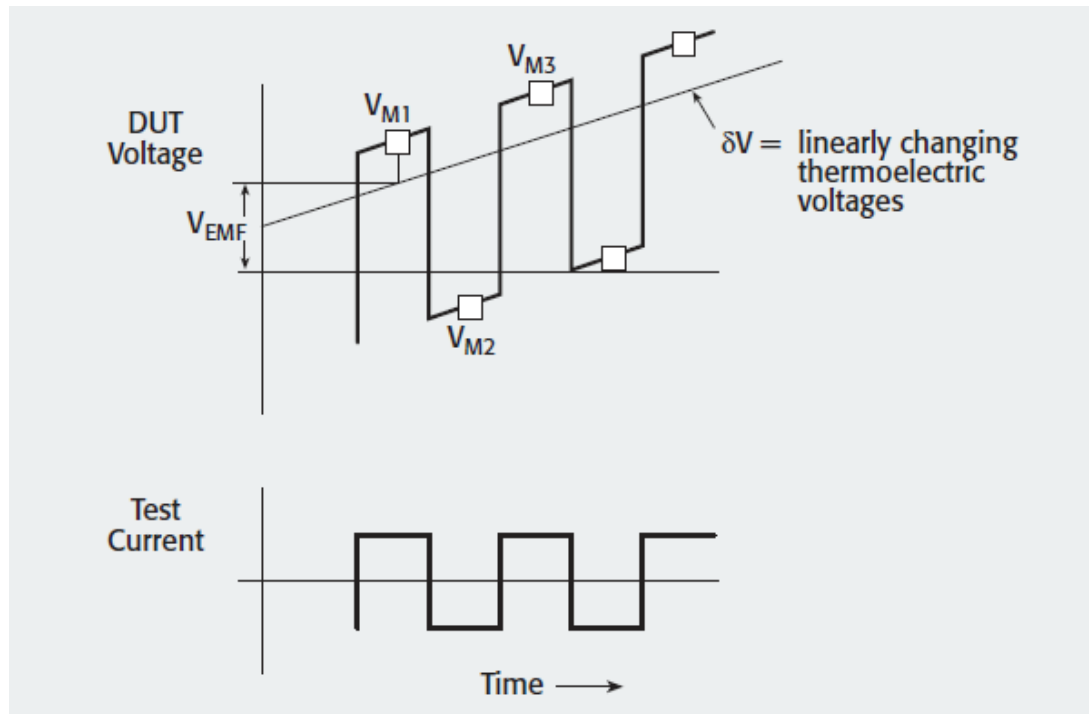 DUT
Voltage
V_M1
V_M3
δV = linearly changing
thermoelectric
voltages
V_EMF
V_M2
Test
Current
Time